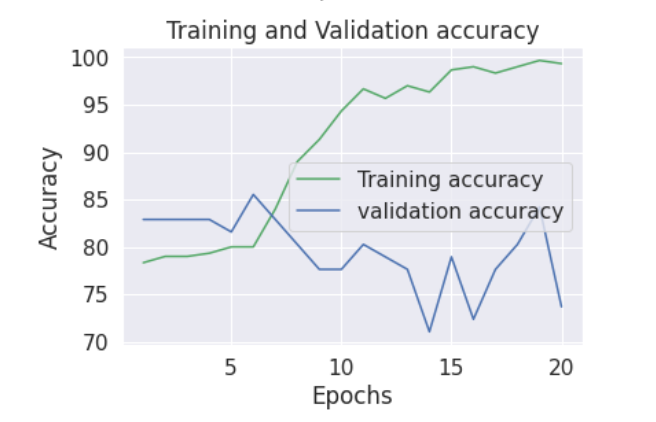 Training and Validation accuracy
100
95
90
85
80
75
70
Accuracy
Training accuracy
validation accuracy
5
10
15
20
Epochs